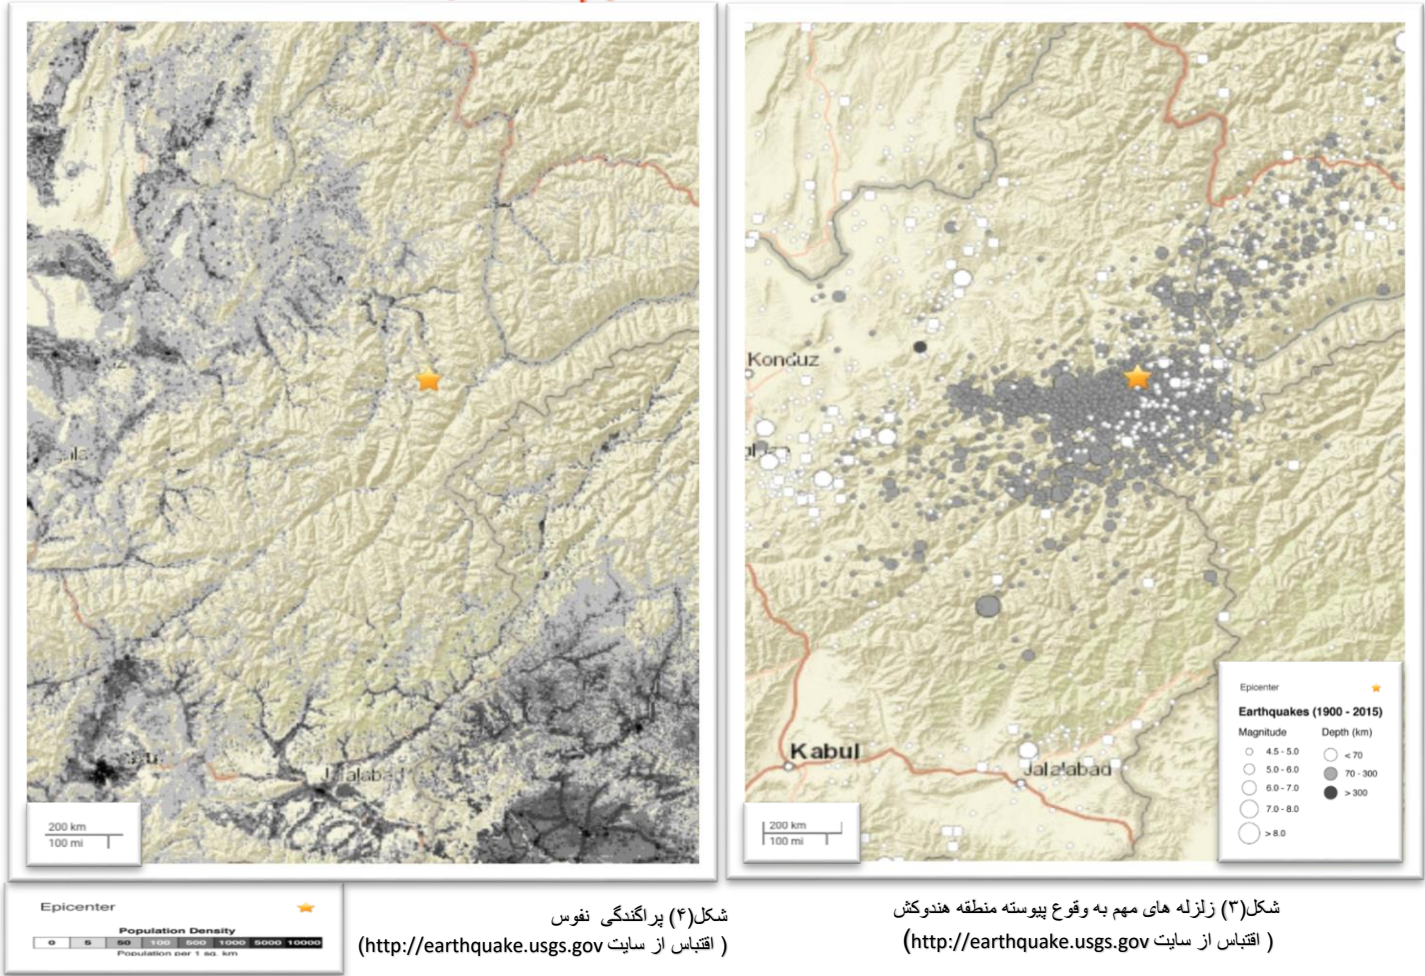 Jalalabad
200 km
100 mi
Epicenter
Population Density
0 5 50 100 500 1000 5000 10000
Population per 1 sq. km
شکل(۴) پراگندگی نفوس
( اقتباس از سایت http://earthquake.usgs.gov)
Konduz
Kabul
Jalalabad
200 km
100 mi
Epicenter
Earthquakes (1900 - 2015)
Magnitude Depth (km)
4.5 - 5.0 < 70
5.0 - 6.0 70 - 300
6.0 - 7.0 > 300
7.0 - 8.0
> 8.0
شکل(۳) زلزله های مهم به وقوع پیوسته منطقه هندوکش
( اقتباس از سایت http://earthquake.usgs.gov)